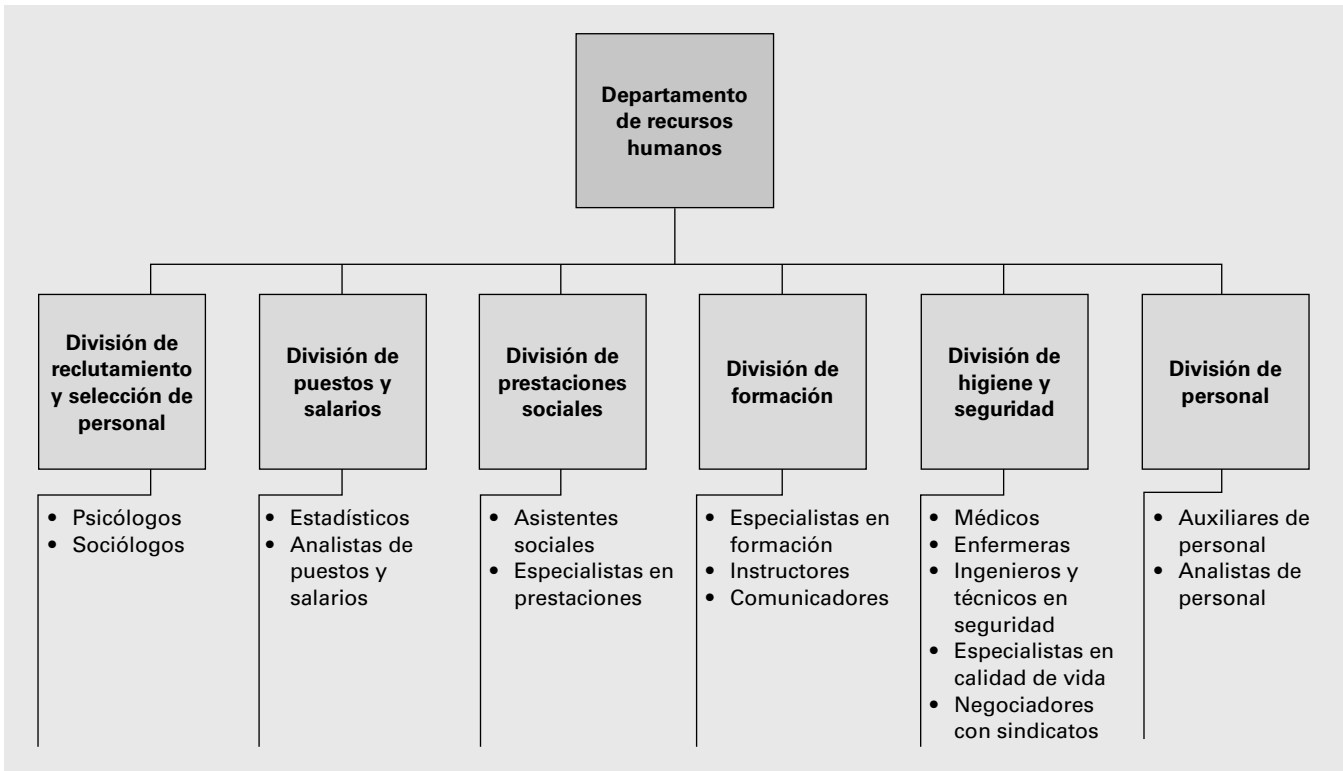 Departamento
de recursos
humanos
División de
reclutamiento
y selección de
personal
• Psicólogos
• Sociólogos
División de
puestos y
salarios
• Estadísticos
• Analistas de
puestos y
salarios
División de
prestaciones
sociales
• Asistentes
sociales
• Especialistas en
prestaciones
División de
formación
• Especialistas en
formación
• Instructores
• Comunicadores
División de
higiene y
seguridad
• Médicos
• Enfermeras
• Ingenieros y
técnicos en
seguridad
• Especialistas en
calidad de vida
• Negociadores
con sindicatos
División de
personal
• Auxiliares de
personal
• Analistas de
personal